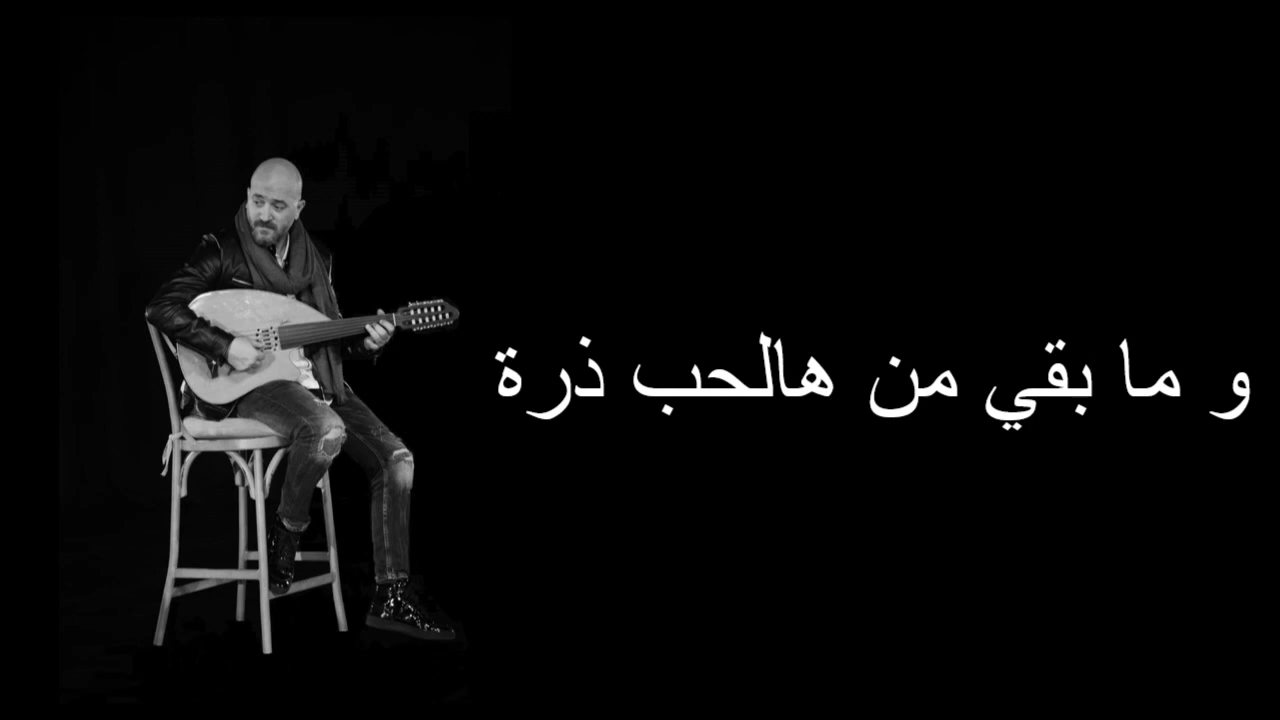 و ما بقي من هالحب ذرة